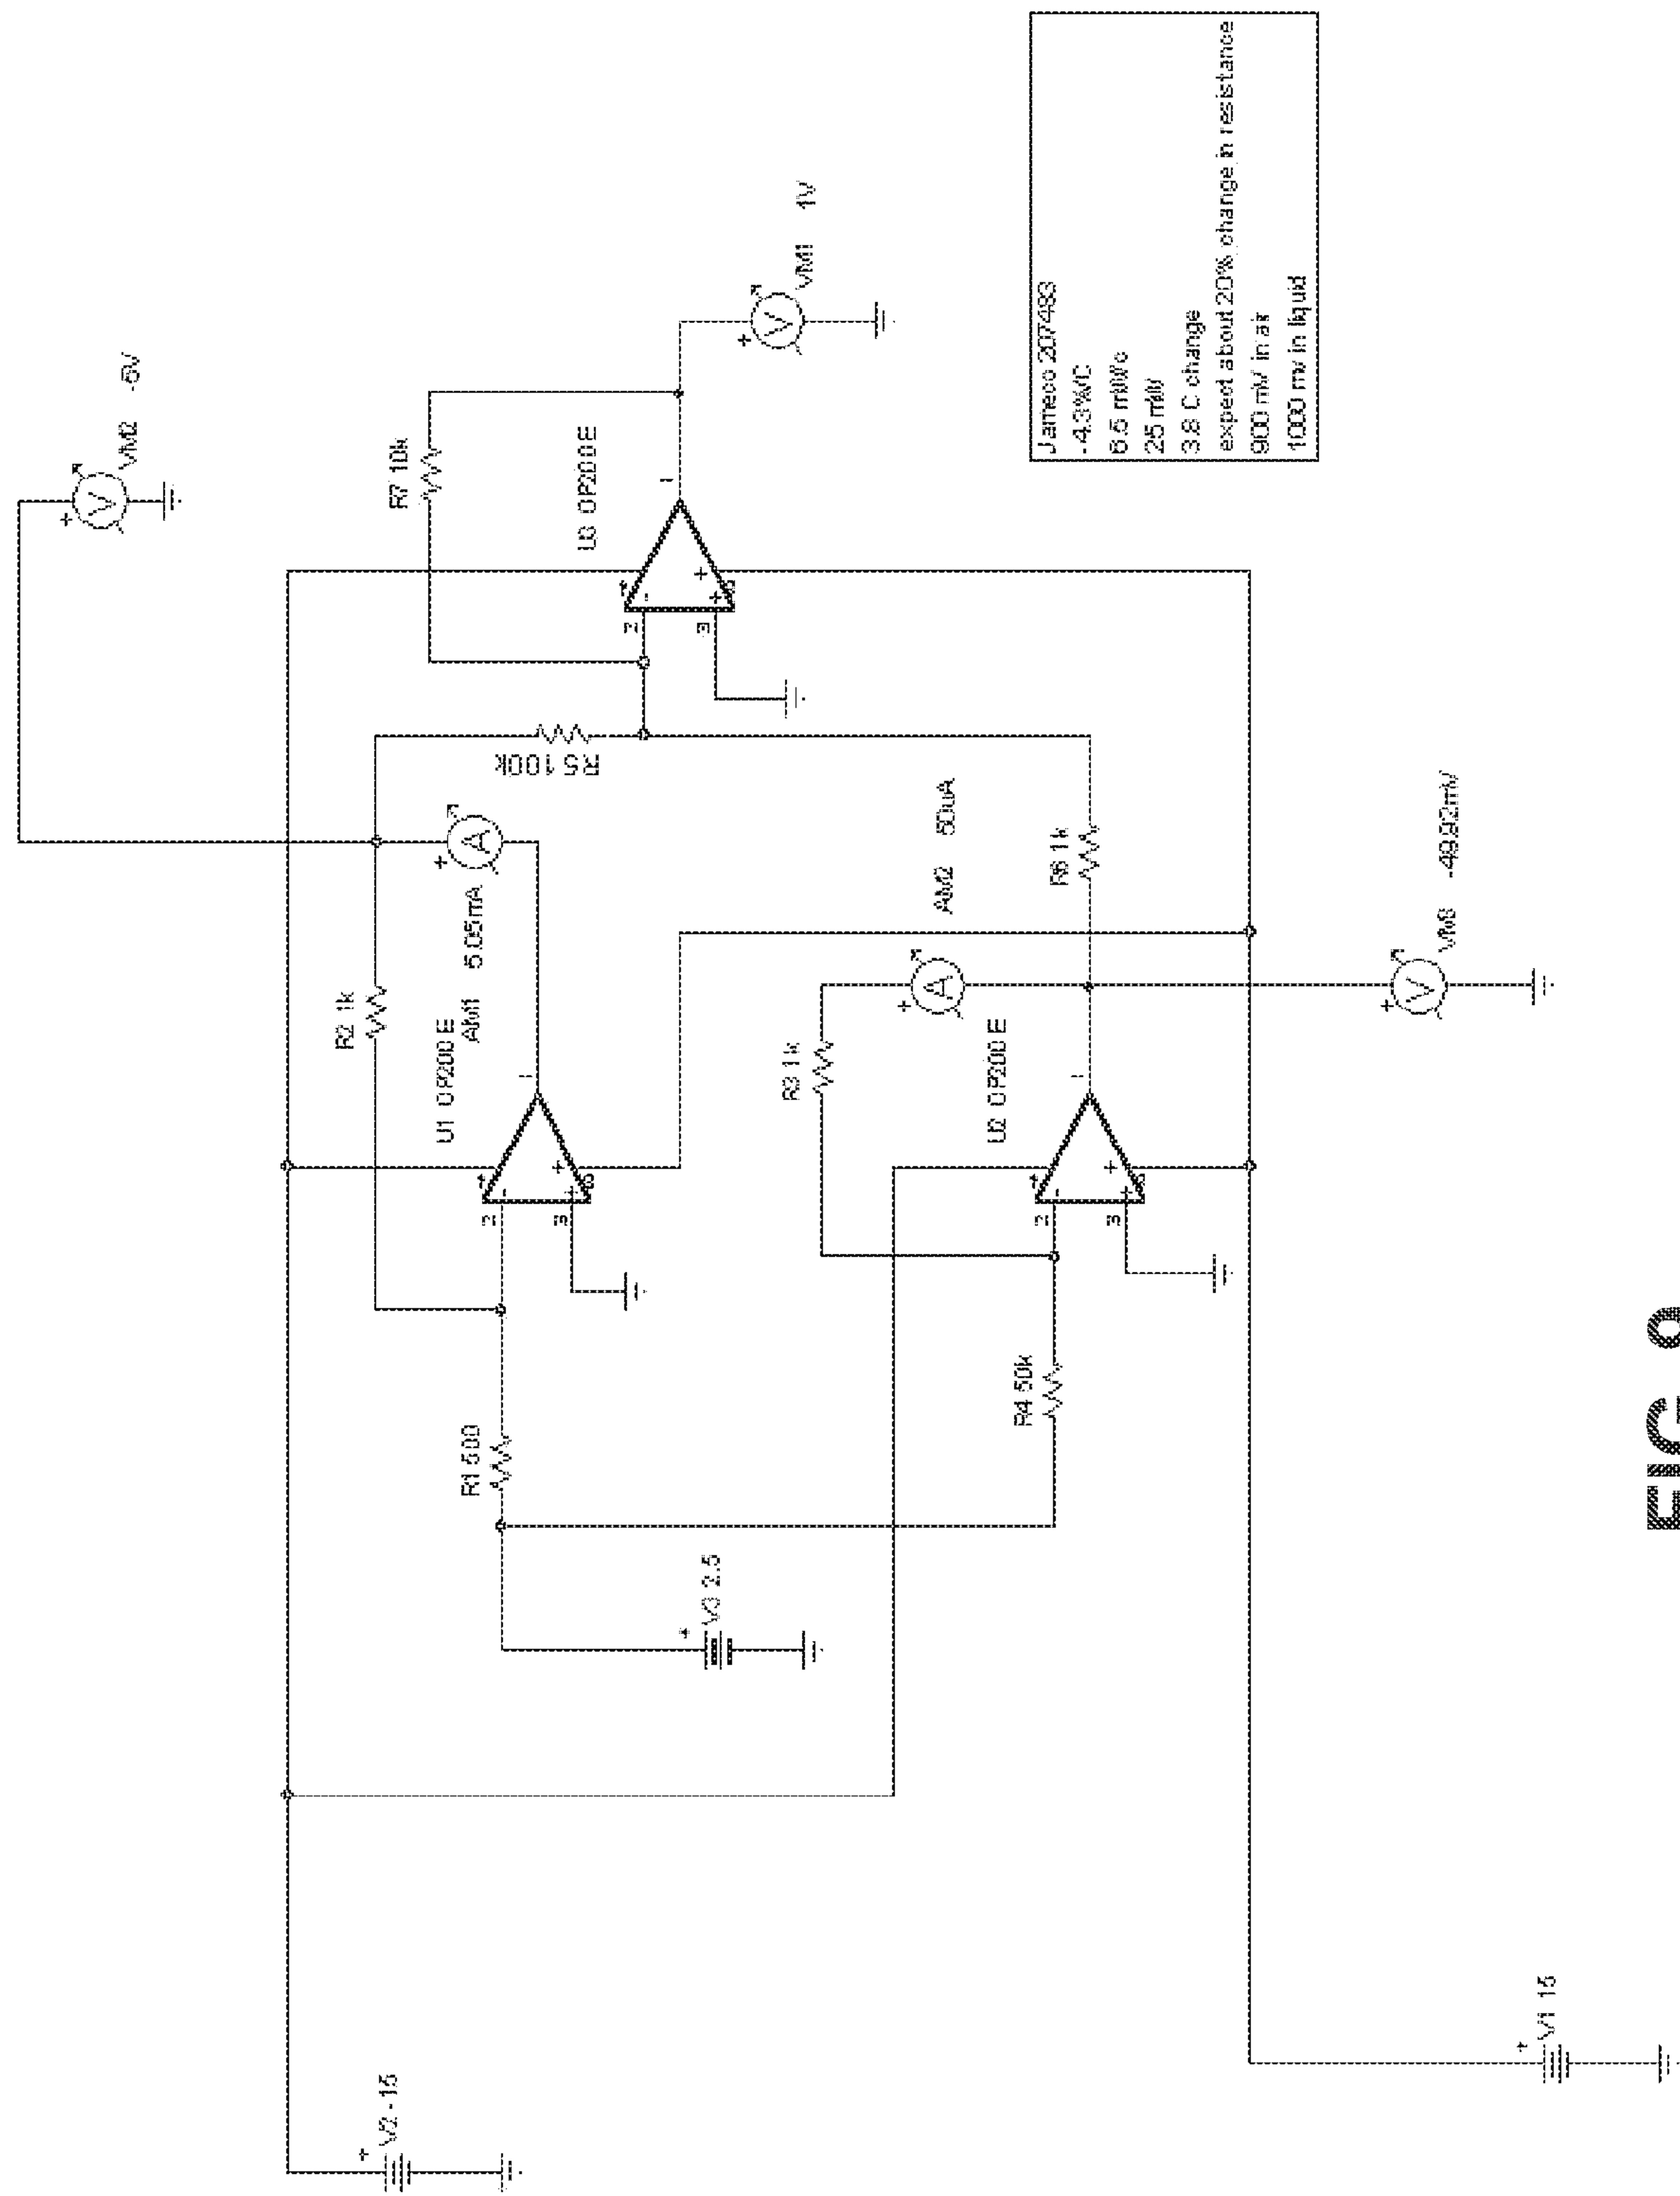 VM2 -5V
R7 10k
U3 OP200E
VM1 1V
R2 1k
U1 OP200E
AM1 5.05mA
R5 100k
R3 1k
AM2 50uA
U2 OP200E
R6 1k
VM3 -49.92mV
R1 500
R4 50k
V3 2.5
V2 -15
V1 15
Jameco 207483
-4.3%/C
25 mW
3.8 C change
expect about 20% change in resistance
900 mV in air
1000 mv in liquid
FIG. 9